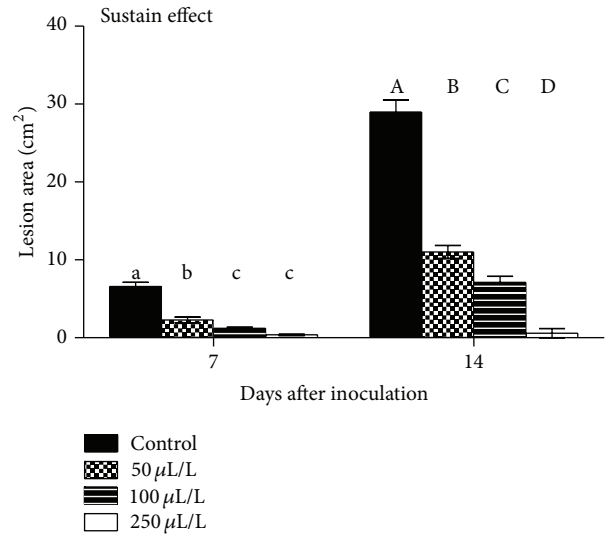 Sustain effect
40
30
20
10
0
Lesion area (cm²)
a b c c
A B C D
7 14
Days after inoculation
Control
50 μL/L
100 μL/L
250 μL/L